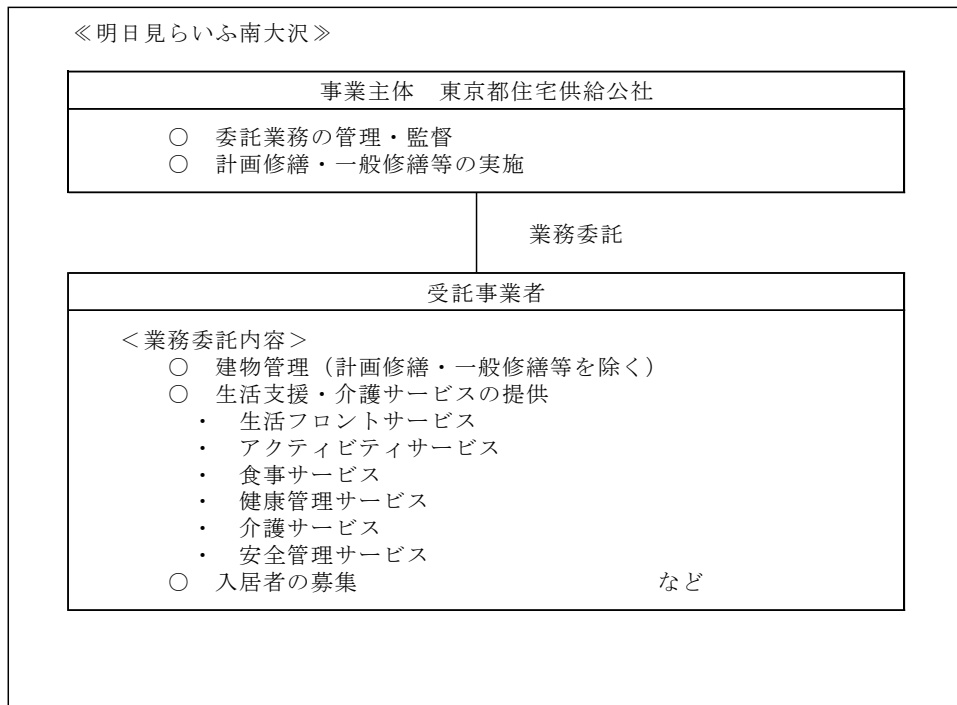 ≪明日見らいふ南大沢≫
事業主体　東京都住宅供給公社
○　委託業務の管理・監督
○　計画修繕・一般修繕等の実施
業務委託
受託事業者
＜業務委託内容＞
○　建物管理（計画修繕・一般修繕等を除く）
○　生活支援・介護サービスの提供
・　生活フロントサービス
・　アクティビティサービス
・　食事サービス
・　健康管理サービス
・　介護サービス
・　安全管理サービス
○　入居者の募集　　　　　　　　　　など